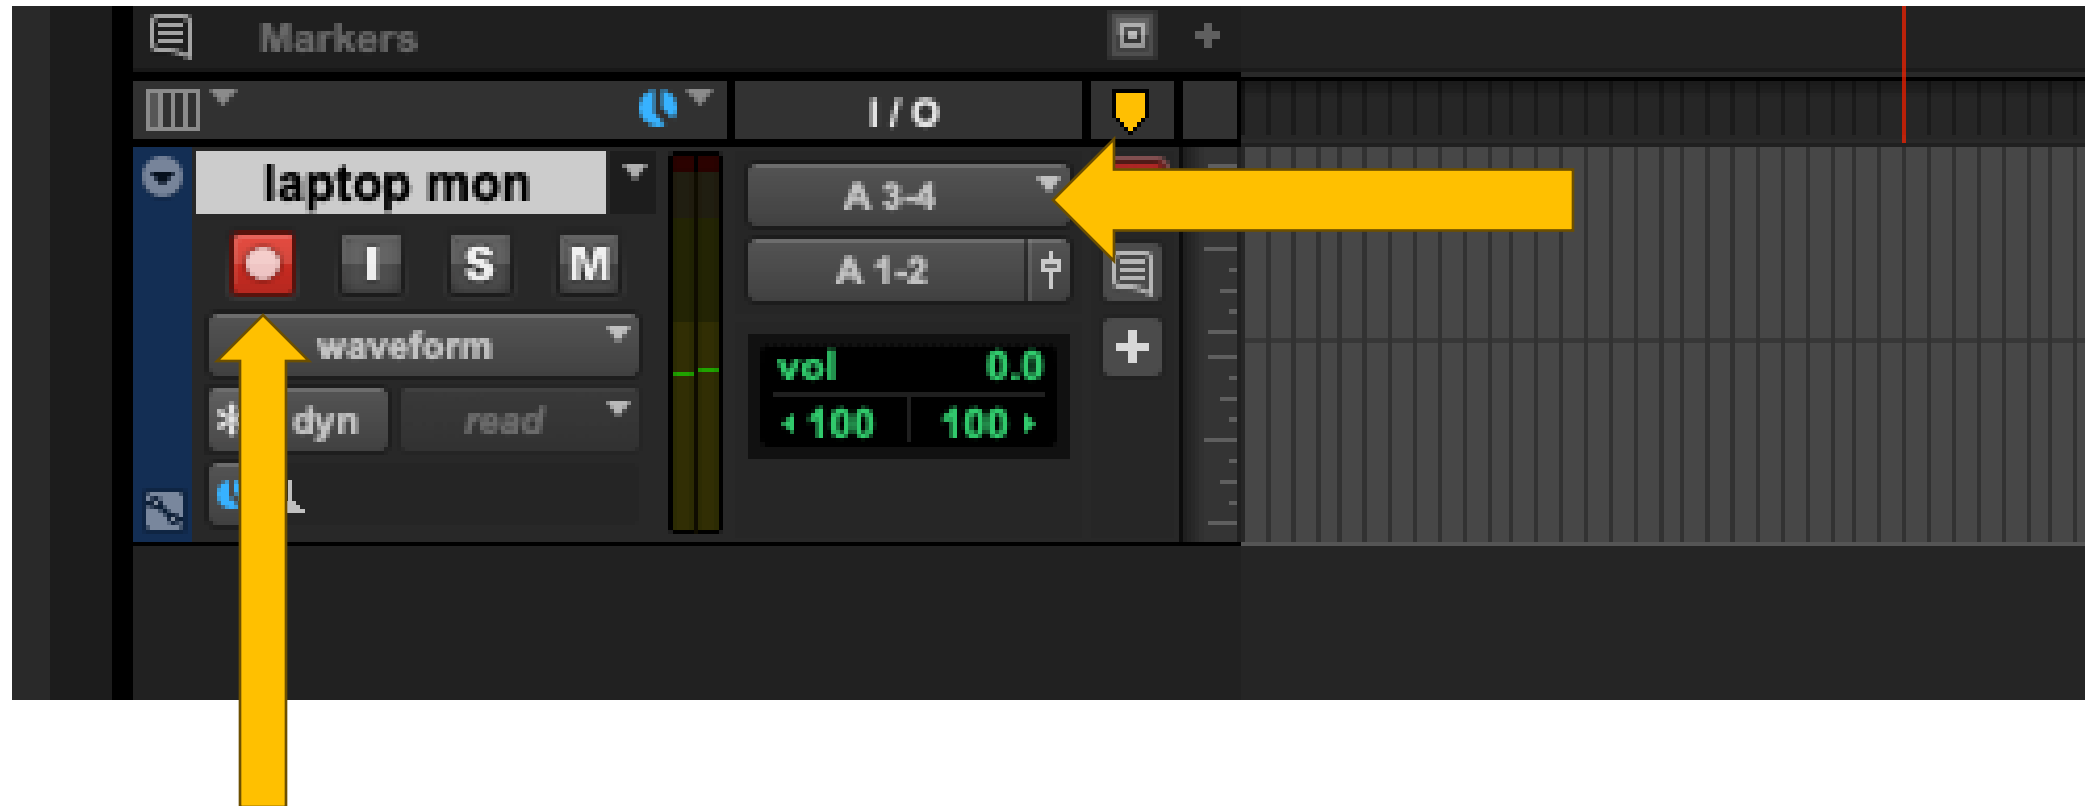 Markers
I / O
laptop mon
A 3-4
I S M
A 1-2
waveform
vol 0.0
dyn read
100 100